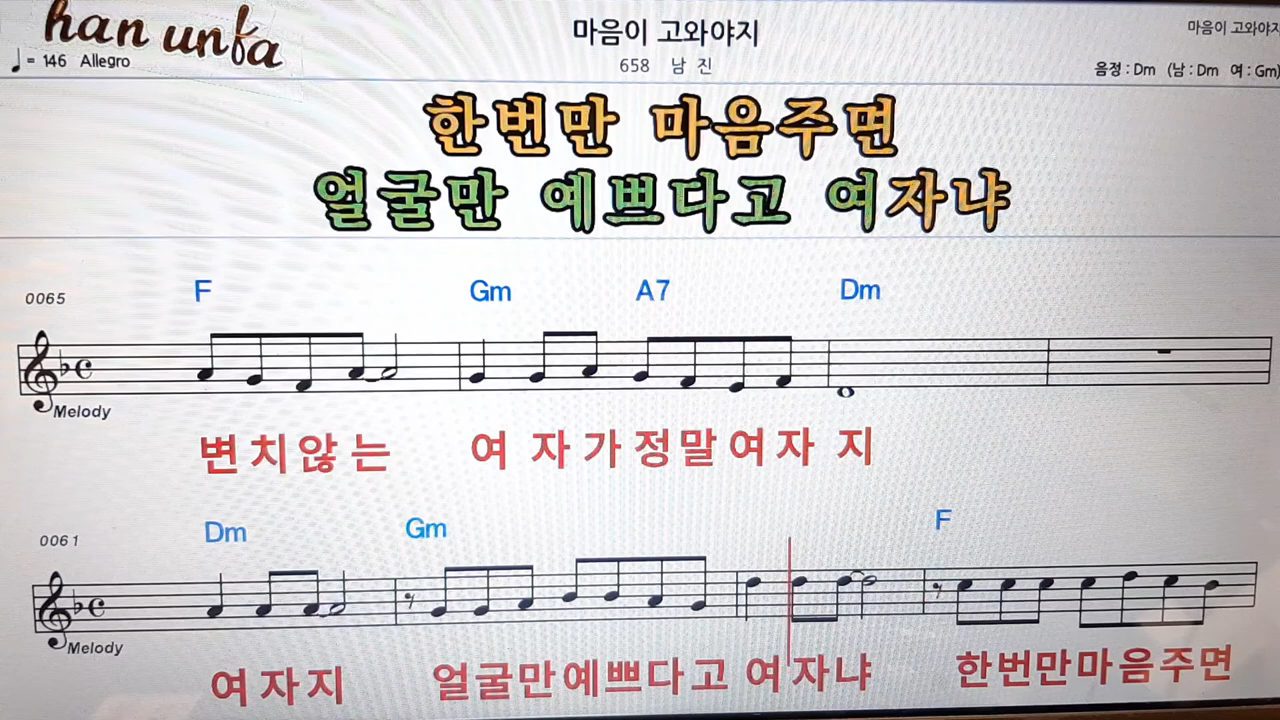 han unfa
마음이 고와야지
마음이 고와야지
♩ = 146 Allegro
658 남 진
음정 : Dm (남 : Dm 여 : Gm)
한번만 마음주면
얼굴만 예쁘다고 여자냐
0065
F Gm A7 Dm
Melody
변치않는 여 자가정말여자 지
0061
Dm Gm F
Melody
여자지 얼굴만예쁘다고 여자냐 한번만마음주면